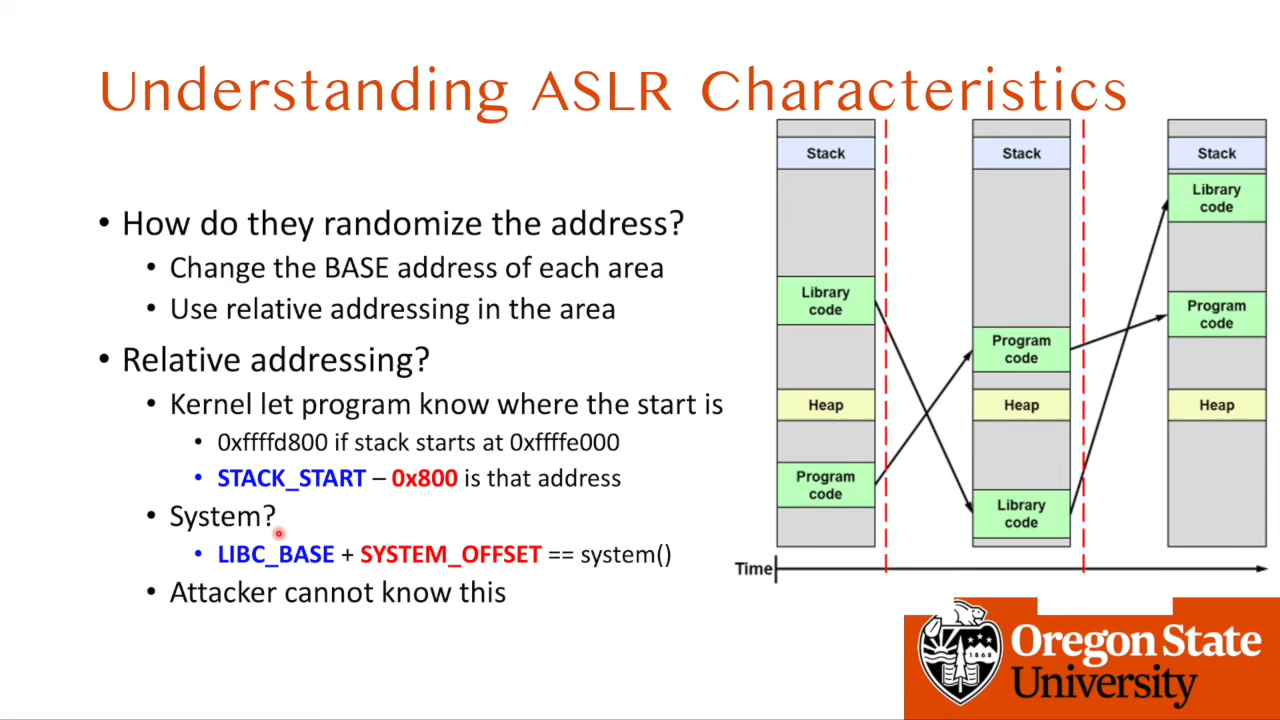 Understanding ASLR Characteristics
• How do they randomize the address?
• Change the BASE address of each area
• Use relative addressing in the area
• Relative addressing?
• Kernel let program know where the start is
• 0xffffd800 if stack starts at 0xffffe000
• STACK_START – 0x800 is that address
• System?
• LIBC_BASE + SYSTEM_OFFSET == system()
• Attacker cannot know this
Stack
Library
code
Heap
Program
code
Stack
Program
code
Heap
Library
code
Stack
Library
code
Program
code
Heap
Time
1868
Oregon State
University